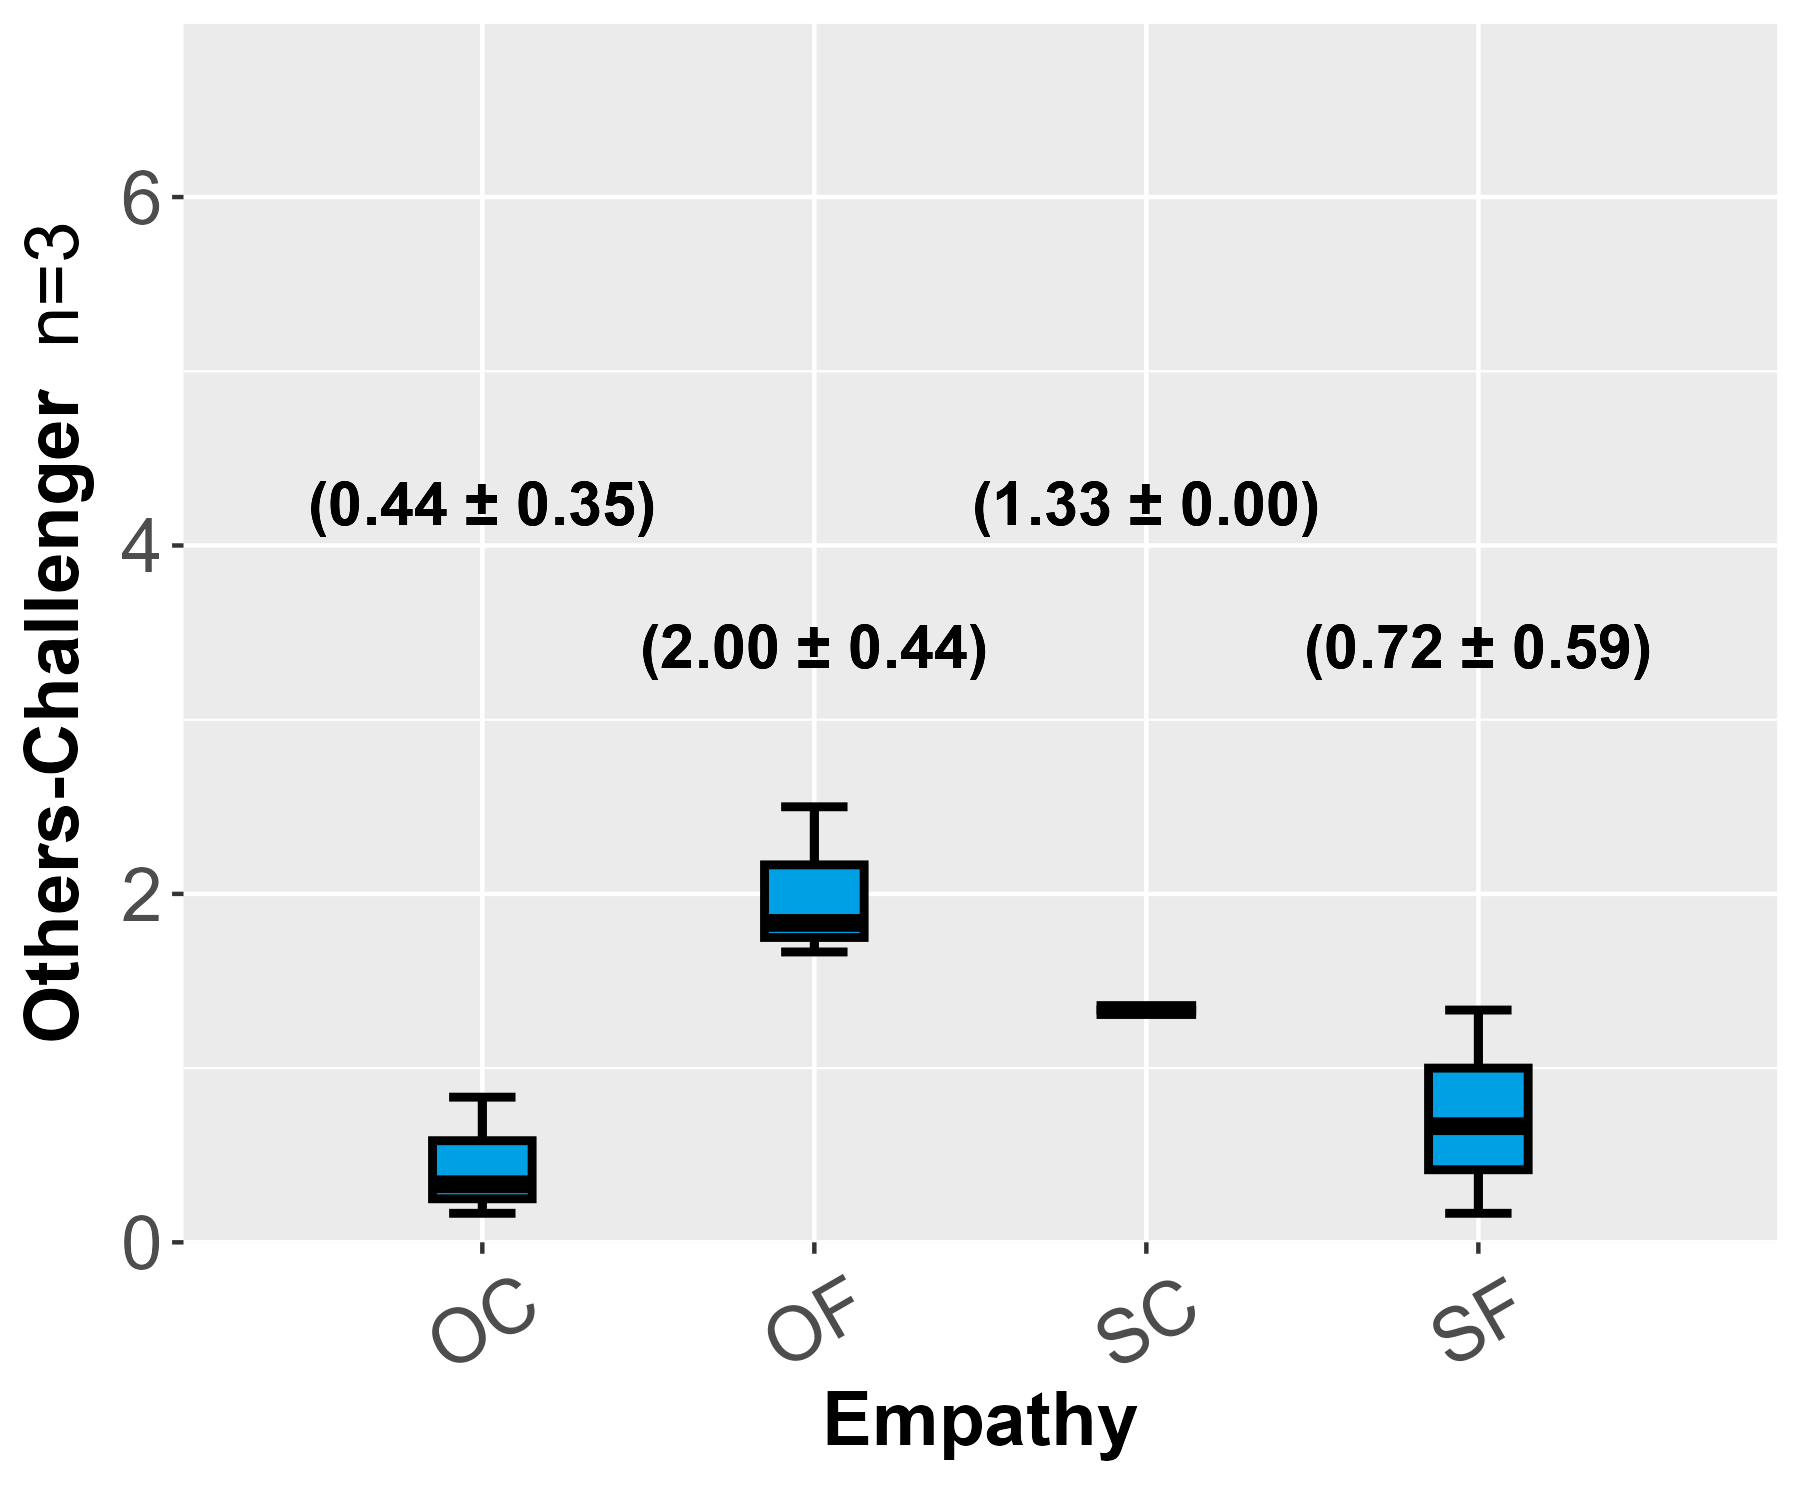 Others-Challenger n=3
6
4
2
0
(0.44 ± 0.35)
(1.33 ± 0.00)
(2.00 ± 0.44)
(0.72 ± 0.59)
OC
OF
SC
SF
Empathy